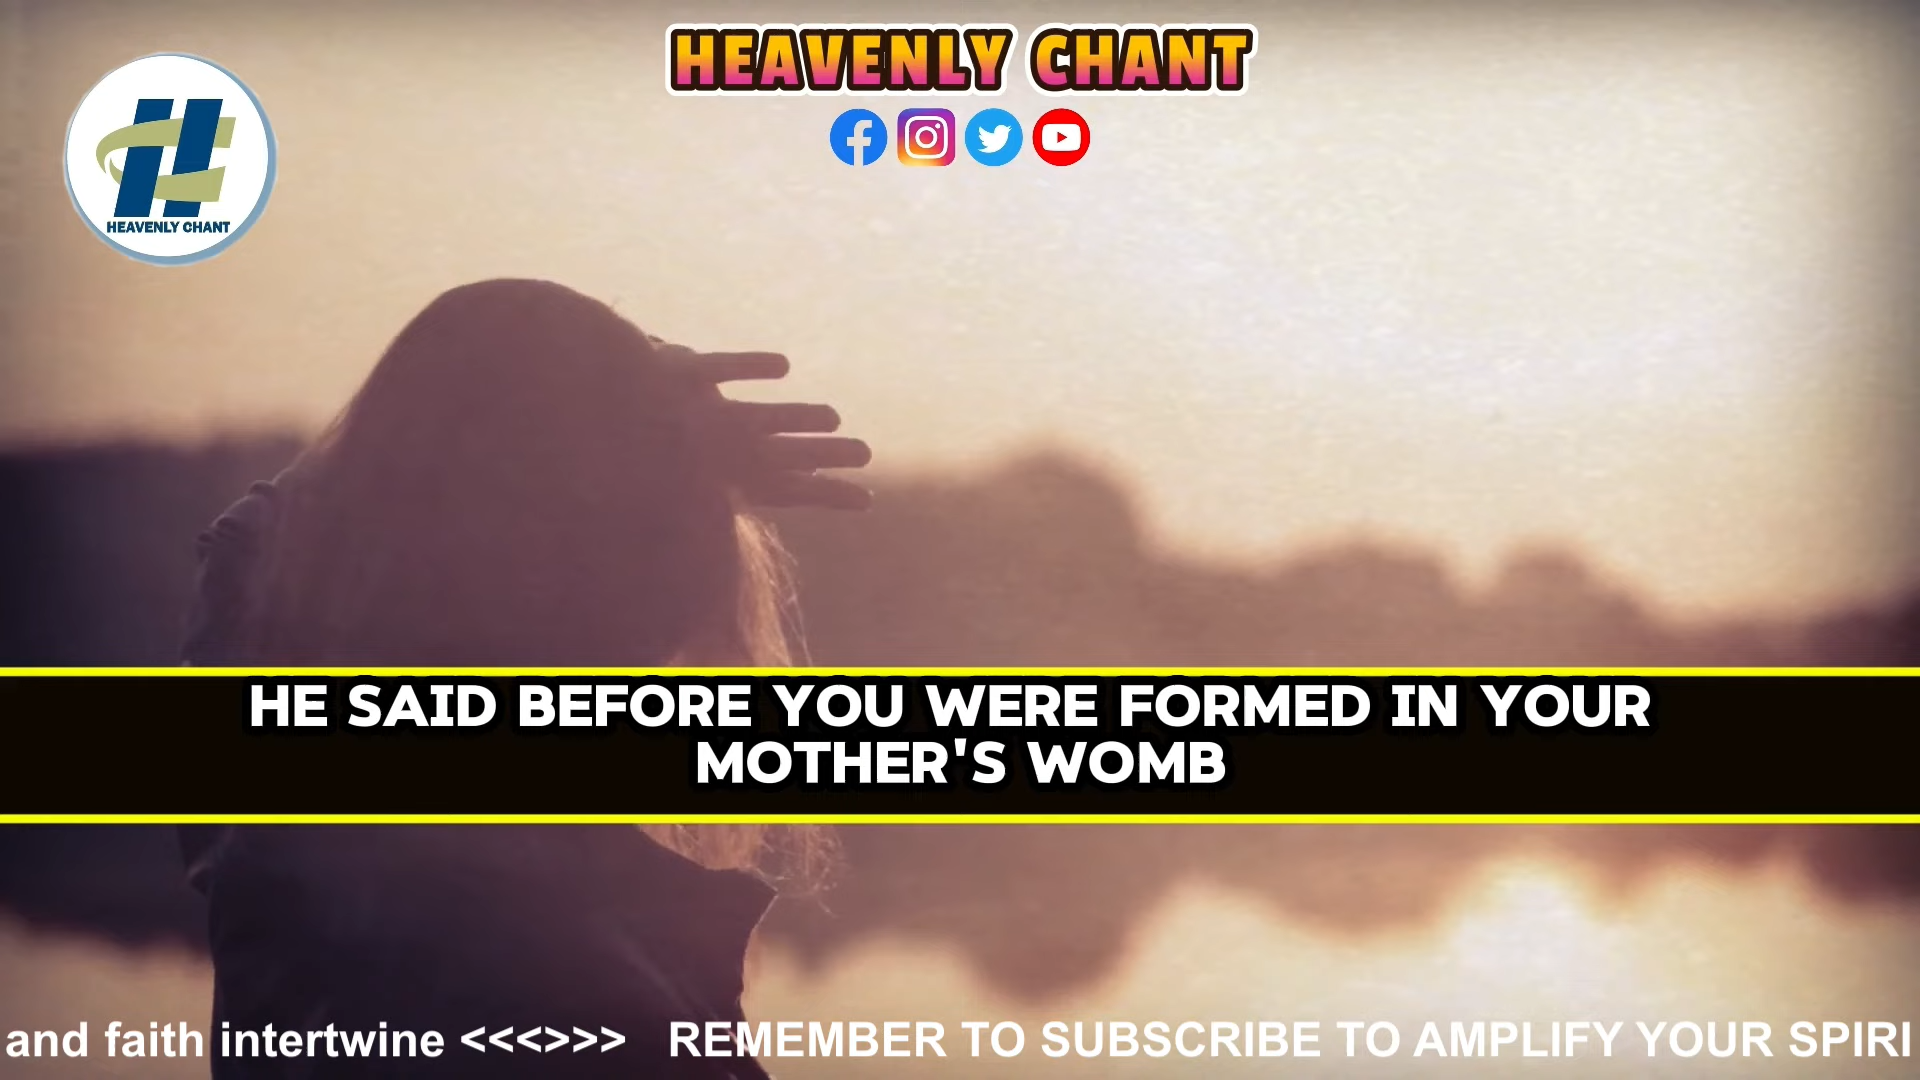 HEAVENLY CHANT
HEAVENLY CHANT
HE SAID BEFORE YOU WERE FORMED IN YOUR
MOTHER'S WOMB
and faith intertwine <<<>>> REMEMBER TO SUBSCRIBE TO AMPLIFY YOUR SPIRI